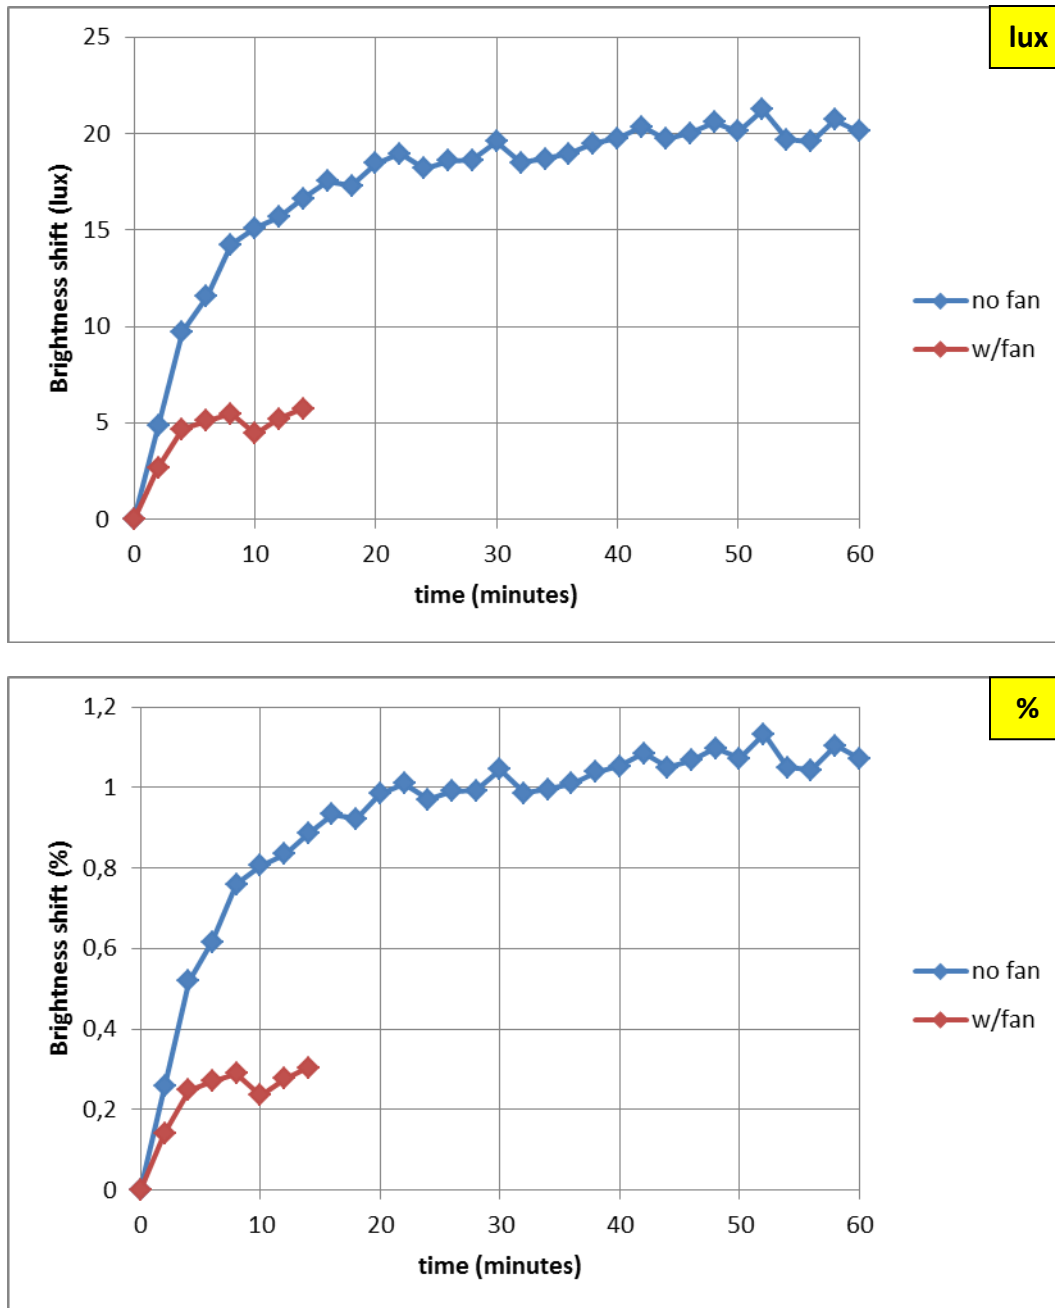 lux
25
20
15
10
5
0
Brightness shift (lux)
0 10 20 30 40 50 60
time (minutes)
no fan
w/fan
%
1,2
1
0,8
0,6
0,4
0,2
0
Brightness shift (%)
0 10 20 30 40 50 60
time (minutes)
no fan
w/fan